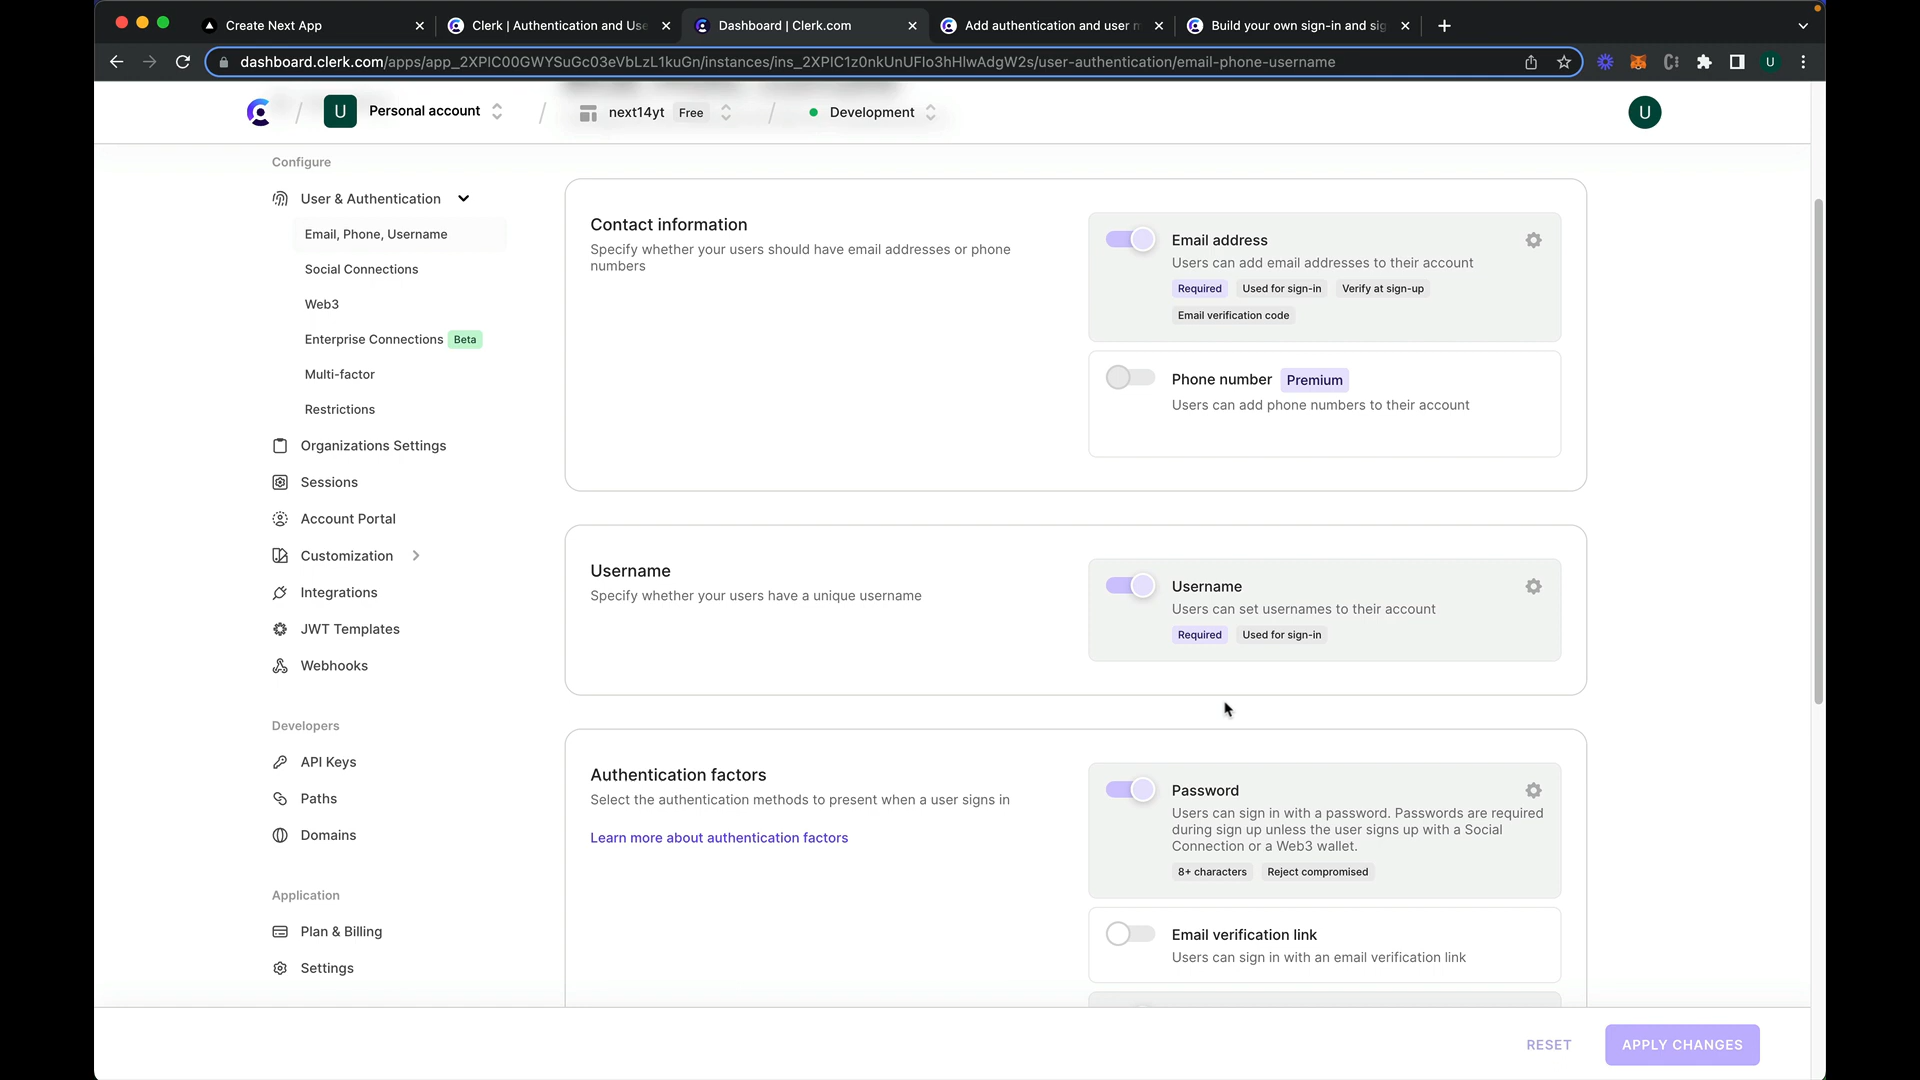 Create Next App
Clerk | Authentication and Use
Dashboard | Clerk.com
Add authentication and user m
Build your own sign-in and sig
dashboard.clerk.com/apps/app_2XPIC00GWYSuGc03eVbLzL1kuGn/instances/ins_2XPIC1z0nkUnUFIo3hHlwAdgW2s/user-authentication/email-phone-username
U
U
Personal account
next14yt
Free
Development
U
Configure
User & Authentication
Email, Phone, Username
Social Connections
Web3
Enterprise Connections
Beta
Multi-factor
Restrictions
Organizations Settings
Sessions
Account Portal
Customization
Integrations
JWT Templates
Webhooks
Developers
API Keys
Paths
Domains
Application
Plan & Billing
Settings
Contact information
Specify whether your users should have email addresses or phone
numbers
Email address
Users can add email addresses to their account
Required Used for sign-in Verify at sign-up
Email verification code
Phone number Premium
Users can add phone numbers to their account
Username
Specify whether your users have a unique username
Username
Users can set usernames to their account
Required Used for sign-in
Authentication factors
Select the authentication methods to present when a user signs in
Learn more about authentication factors
Password
Users can sign in with a password. Passwords are required
during sign up unless the user signs up with a Social
Connection or a Web3 wallet.
8+ characters Reject compromised
Email verification link
Users can sign in with an email verification link
RESET
APPLY CHANGES